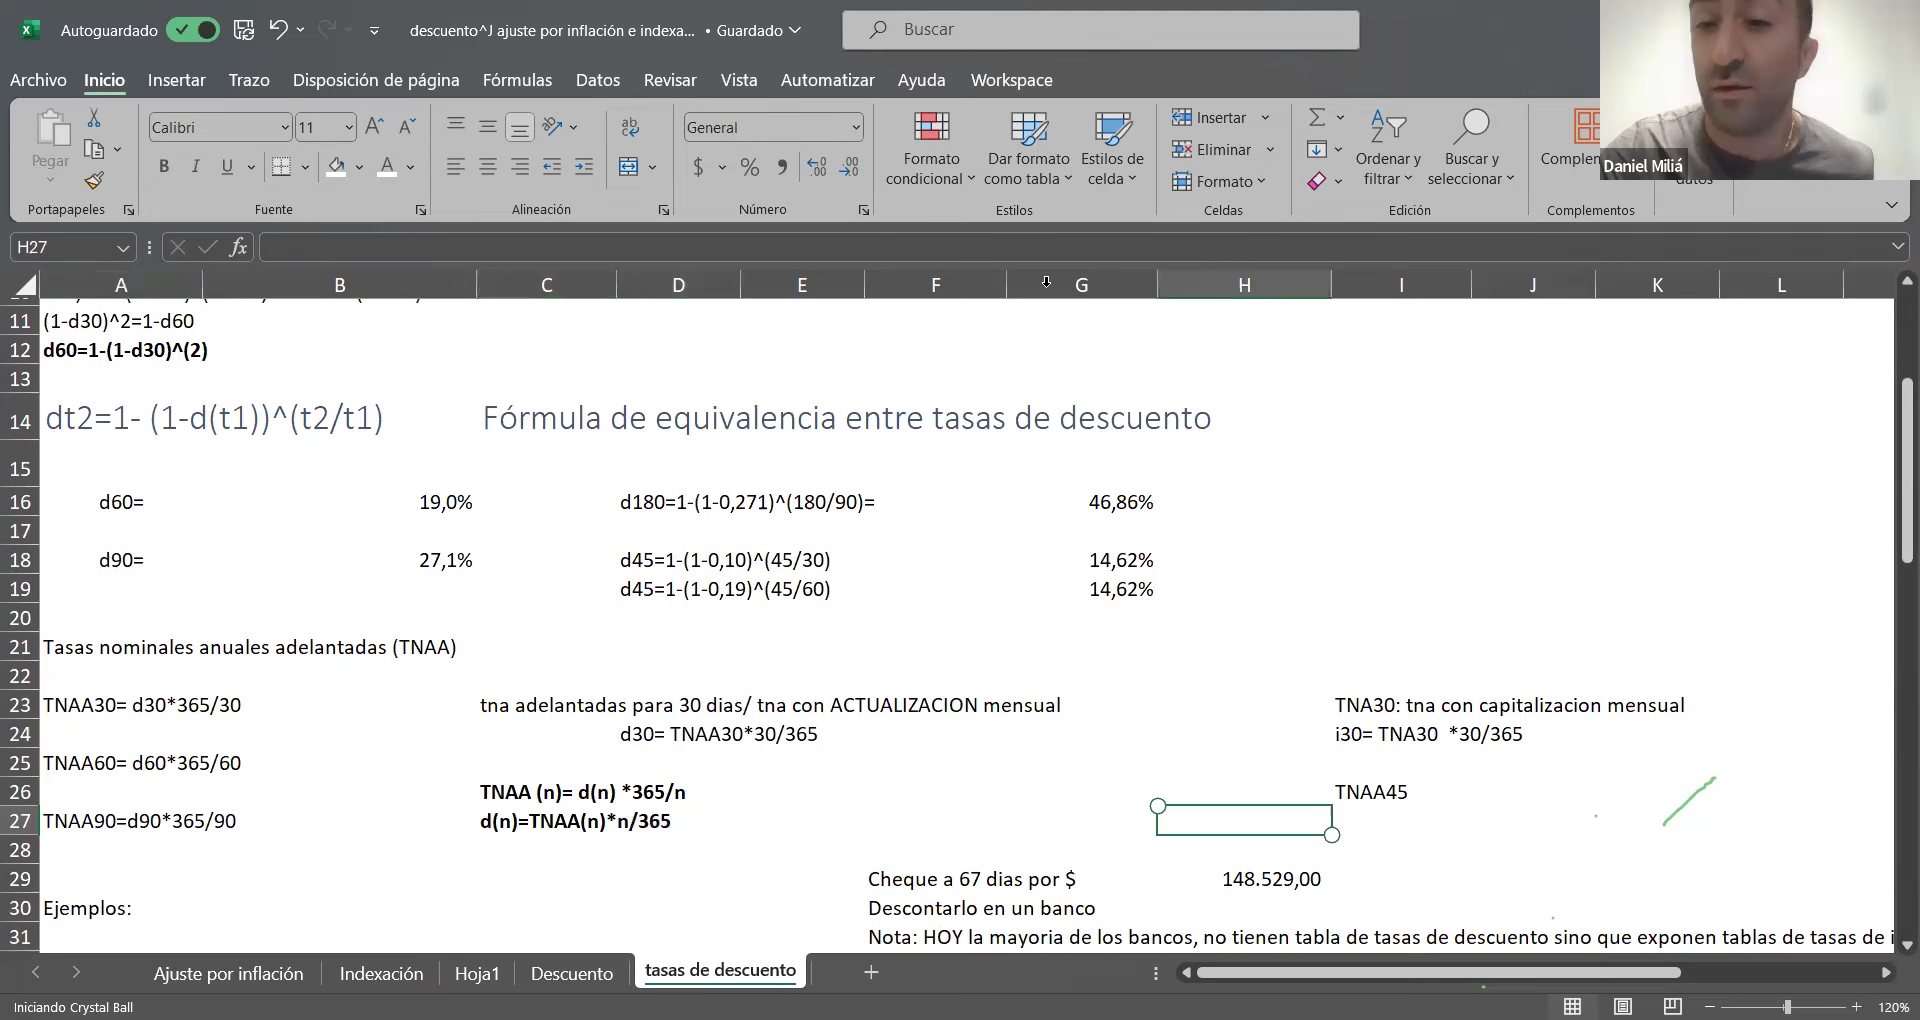 Autoguardado
descuento^J ajuste por inflación e indexa... • Guardado
Buscar
Archivo Inicio Insertar Trazo Disposición de página Fórmulas Datos Revisar Vista Automatizar Ayuda Workspace
Pegar
Portapapeles
Calibri 11
N I S
Fuente
Alineación
General
$ % 000
Número
Formato condicional
Dar formato como tabla
Estilos de celda
Estilos
Insertar
Eliminar
Formato
Celdas
Ordenar y filtrar
Buscar y seleccionar
Edición
Complementos
datos
Daniel Miliá
H27 fx
A B C D E F G H I J K L
11 (1-d30)^2=1-d60
12 d60=1-(1-d30)^(2)
13
14 dt2=1- (1-d(t1))^(t2/t1) Fórmula de equivalencia entre tasas de descuento
15
16 d60= 19,0% d180=1-(1-0,271)^(180/90)= 46,86%
17
18 d90= 27,1% d45=1-(1-0,10)^(45/30) 14,62%
19 d45=1-(1-0,19)^(45/60) 14,62%
20
21 Tasas nominales anuales adelantadas (TNAA)
22
23 TNAA30= d30*365/30 tna adelantadas para 30 dias/ tna con ACTUALIZACION mensual TNA30: tna con capitalizacion mensual
24 d30= TNAA30*30/365 i30= TNA30 *30/365
25 TNAA60= d60*365/60
26 TNAA (n)= d(n) *365/n TNAA45
27 TNAA90=d90*365/90 d(n)=TNAA(n)*n/365
28
29 Cheque a 67 dias por $ 148.529,00
30 Ejemplos: Descontarlo en un banco
31 Nota: HOY la mayoria de los bancos, no tienen tabla de tasas de descuento sino que exponen tablas de tasas de i
Ajuste por inflación Indexación Hoja1 Descuento tasas de descuento
Iniciando Crystal Ball
120%